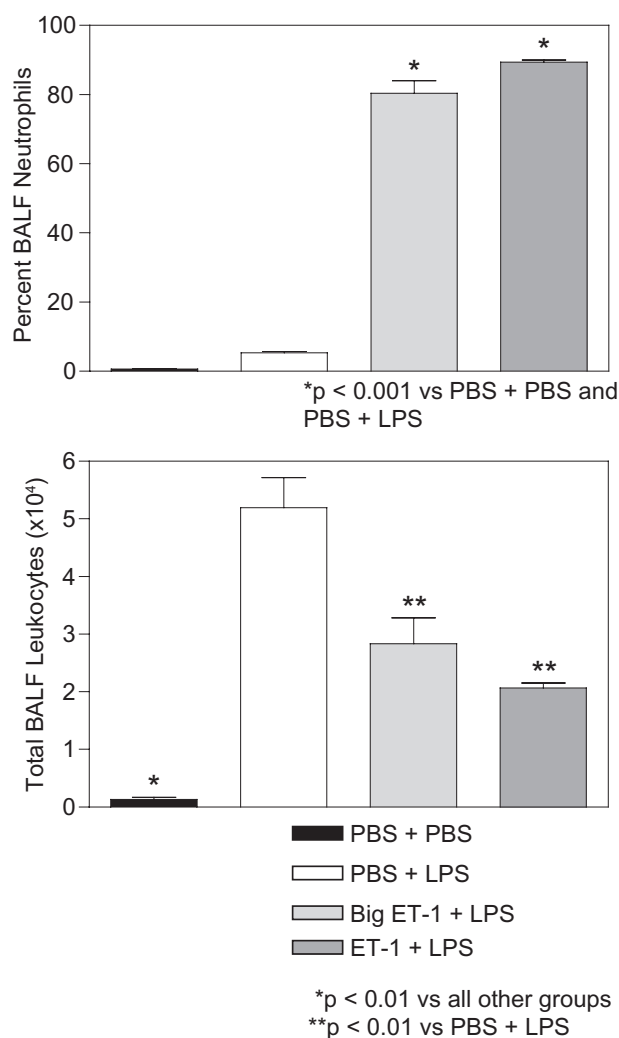 Percent BALF Neutrophils
100
80
60
40
20
0
*
*
*p < 0.001 vs PBS + PBS and
PBS + LPS
Total BALF Leukocytes (x10⁴)
6
5
4
3
2
1
0
*
**
**
PBS + PBS
PBS + LPS
Big ET-1 + LPS
ET-1 + LPS
*p < 0.01 vs all other groups
**p < 0.01 vs PBS + LPS